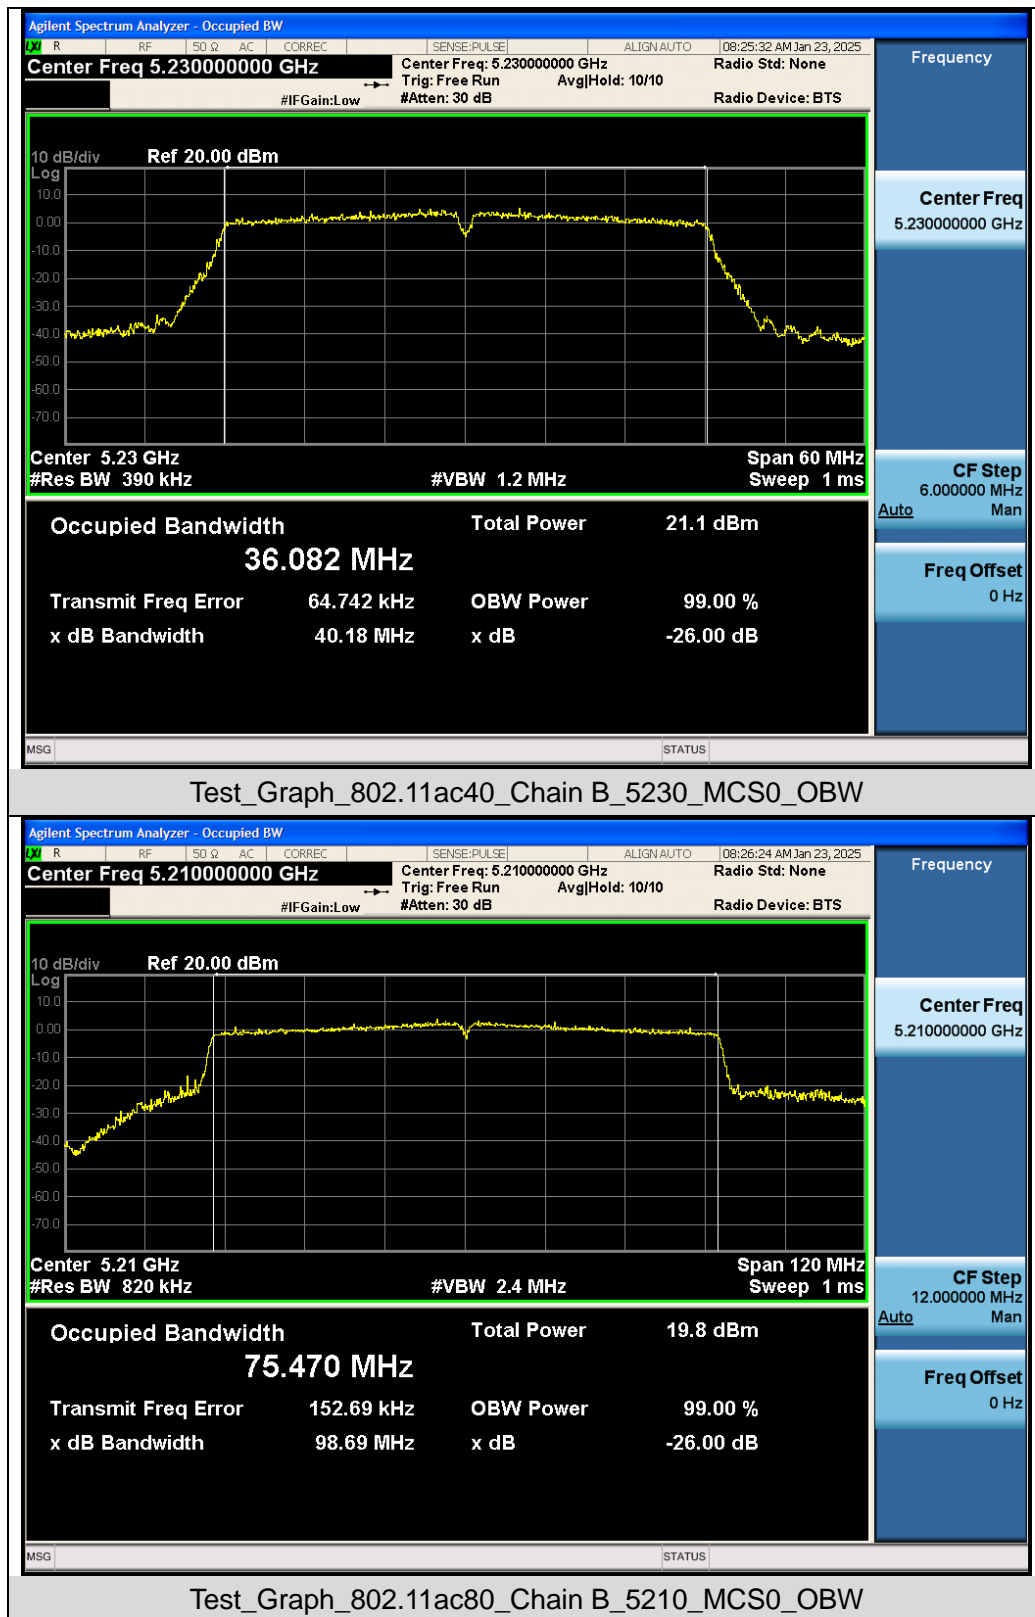 Agilent Spectrum Analyzer - Occupied BW
LXI R RF 50 Ω AC CORREC SENSE:PULSE ALIGN AUTO 08:25:32 AM Jan 23, 2025
Center Freq 5.230000000 GHz
Center Freq: 5.230000000 GHz
Radio Std: None
Trig: Free Run Avg|Hold: 10/10
#IFGain:Low
#Atten: 30 dB
Radio Device: BTS
10 dB/div Ref 20.00 dBm
Log
10.0
0.00
-10.0
-20.0
-30.0
-40.0
-50.0
-60.0
-70.0
Center 5.23 GHz
Span 60 MHz
#Res BW 390 kHz
#VBW 1.2 MHz
Sweep 1 ms
Occupied Bandwidth
Total Power 21.1 dBm
36.082 MHz
Transmit Freq Error 64.742 kHz
OBW Power 99.00 %
x dB Bandwidth 40.18 MHz
x dB -26.00 dB
MSG
STATUS
Frequency
Center Freq
5.230000000 GHz
CF Step
6.000000 MHz
Auto Man
Freq Offset
0 Hz
Test_Graph_802.11ac40_Chain B_5230_MCS0_OBW
Agilent Spectrum Analyzer - Occupied BW
LXI R RF 50 Ω AC CORREC SENSE:PULSE ALIGN AUTO 08:26:24 AM Jan 23, 2025
Center Freq 5.210000000 GHz
Center Freq: 5.210000000 GHz
Radio Std: None
Trig: Free Run Avg|Hold: 10/10
#IFGain:Low
#Atten: 30 dB
Radio Device: BTS
10 dB/div Ref 20.00 dBm
Log
10.0
0.00
-10.0
-20.0
-30.0
-40.0
-50.0
-60.0
-70.0
Center 5.21 GHz
Span 120 MHz
#Res BW 820 kHz
#VBW 2.4 MHz
Sweep 1 ms
Occupied Bandwidth
Total Power 19.8 dBm
75.470 MHz
Transmit Freq Error 152.69 kHz
OBW Power 99.00 %
x dB Bandwidth 98.69 MHz
x dB -26.00 dB
MSG
STATUS
Frequency
Center Freq
5.210000000 GHz
CF Step
12.000000 MHz
Auto Man
Freq Offset
0 Hz
Test_Graph_802.11ac80_Chain B_5210_MCS0_OBW